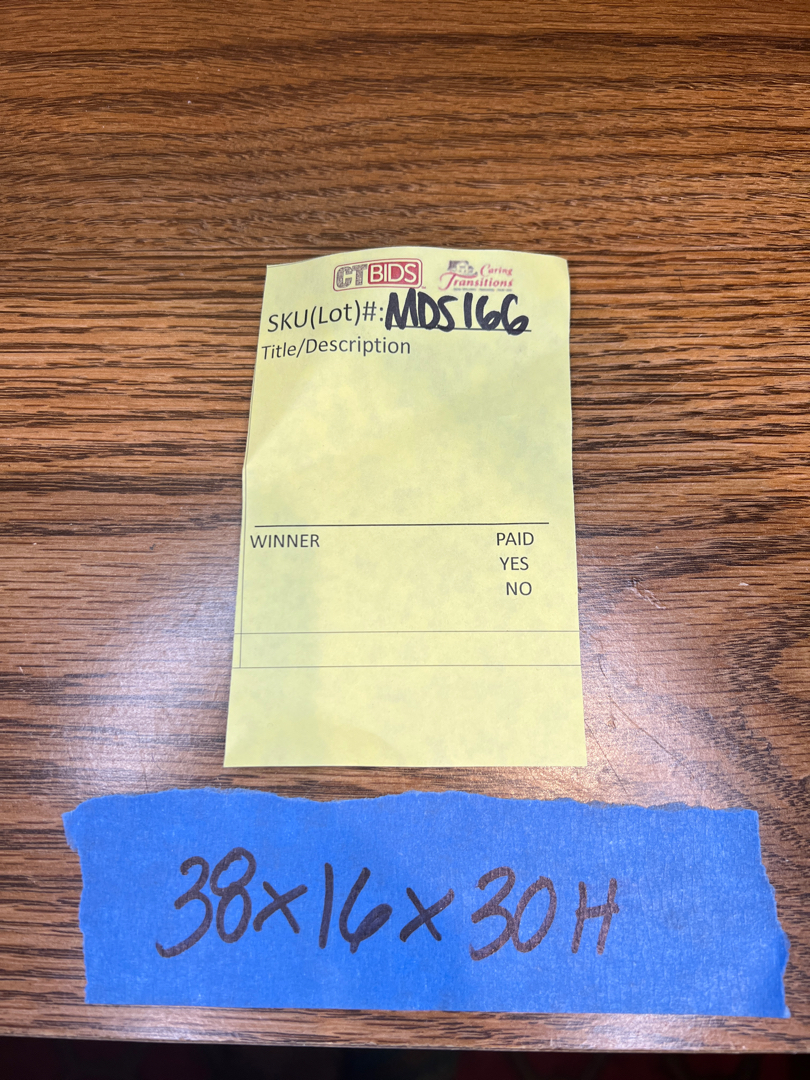 CTBIDS Caring Transitions
SKU(Lot)#: MDS166
Title/Description
WINNER PAID
YES
NO
38x16x30H